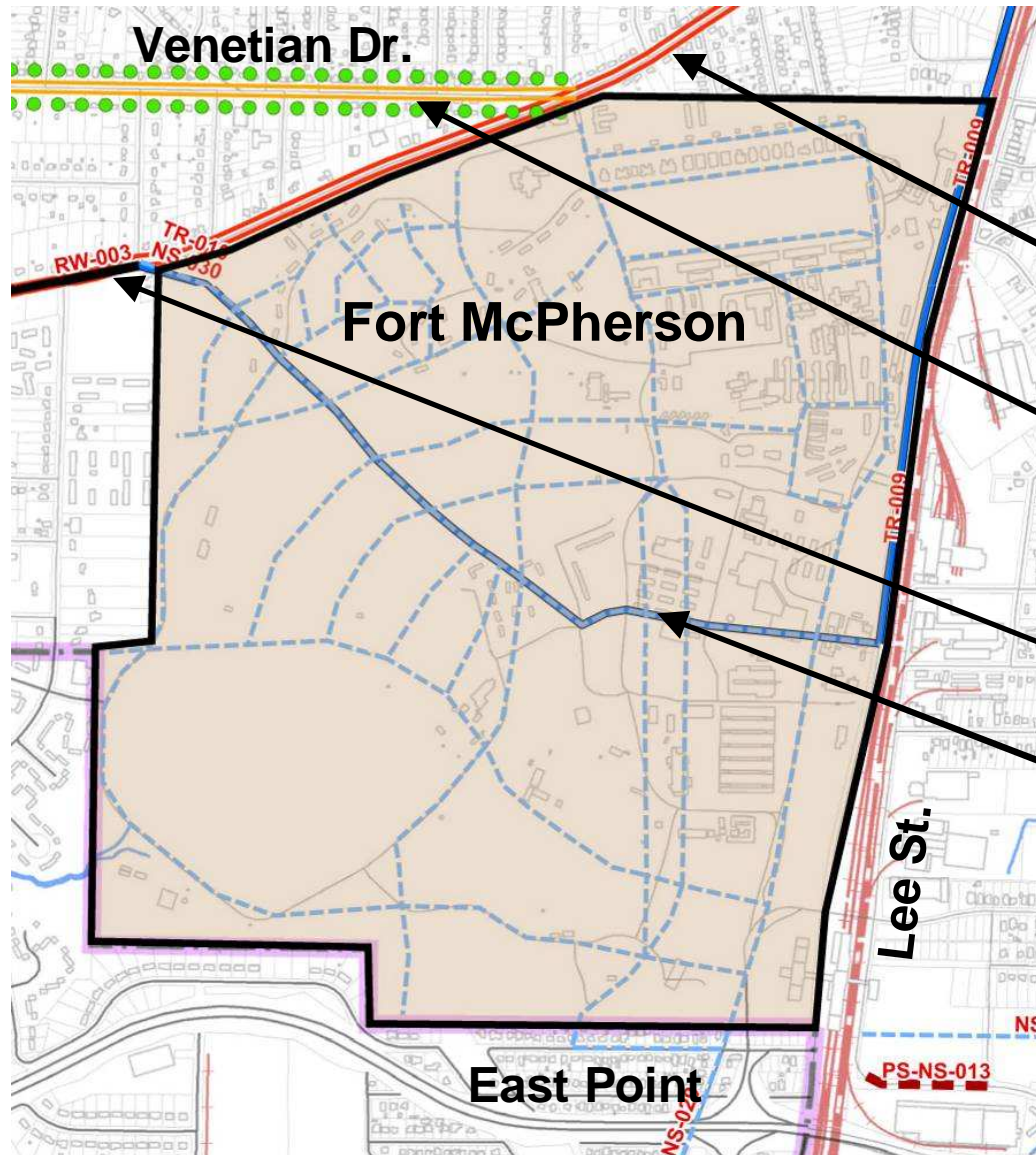 Venetian Dr.
TR-009
RW-003
NS-030
Fort McPherson
TR-009
Lee St.
NS
PS-NS-013
East Point